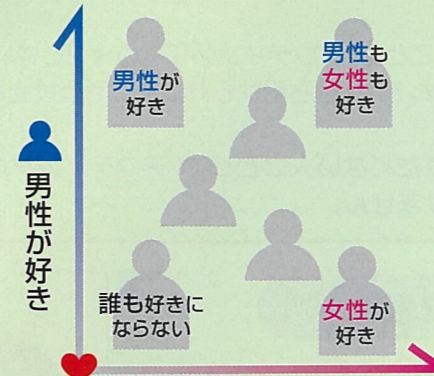 男性が
好き
男性も
女性も
好き
男性が好き
誰も好きに
ならない
女性が
好き